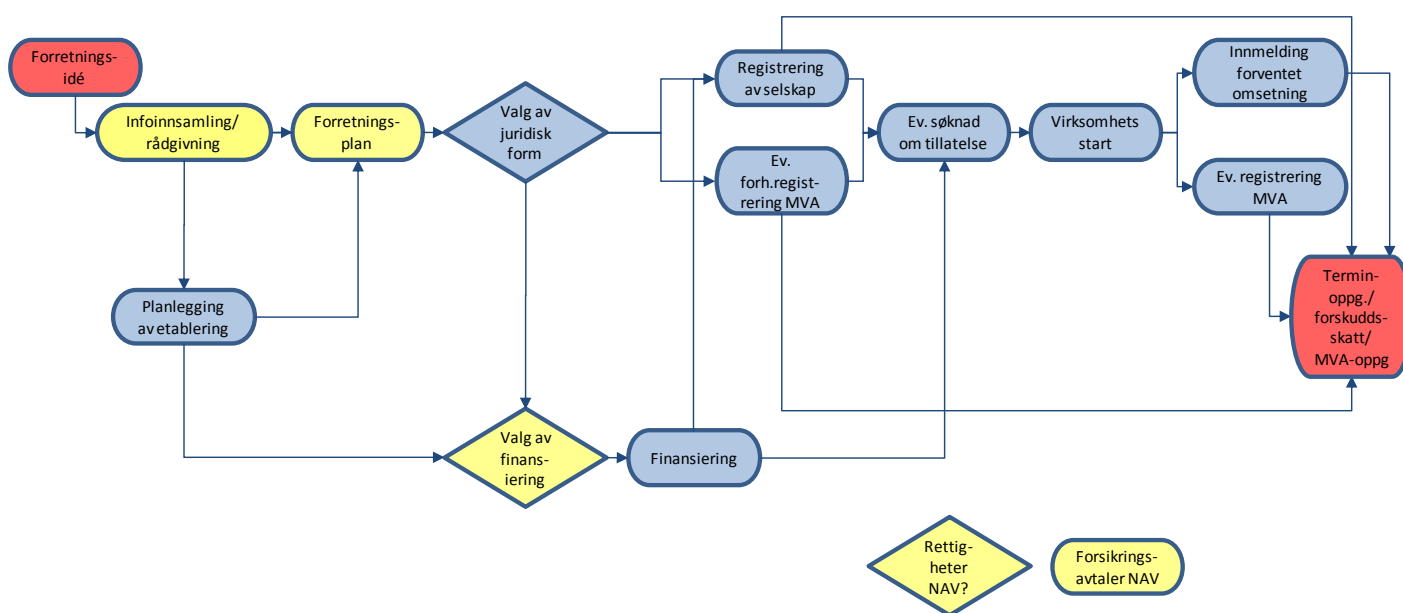 Forretnings-
idé
Infoinnsamling/
rådgivning
Forretnings-
plan
Valg av
juridisk
form
Registrering
av selskap
Ev.
forh.regist-
rering MVA
Ev. søknad
om tillatelse
Virksomhets
start
Innmelding
forventet
omsetning
Ev. registrering
MVA
Termin-
oppg./
forskudds-
skatt/
MVA-oppg
Planlegging
av etablering
Valg av
finans-
iering
Finansiering
Rettig-
heter
NAV?
Forsikrings-
avtaler NAV